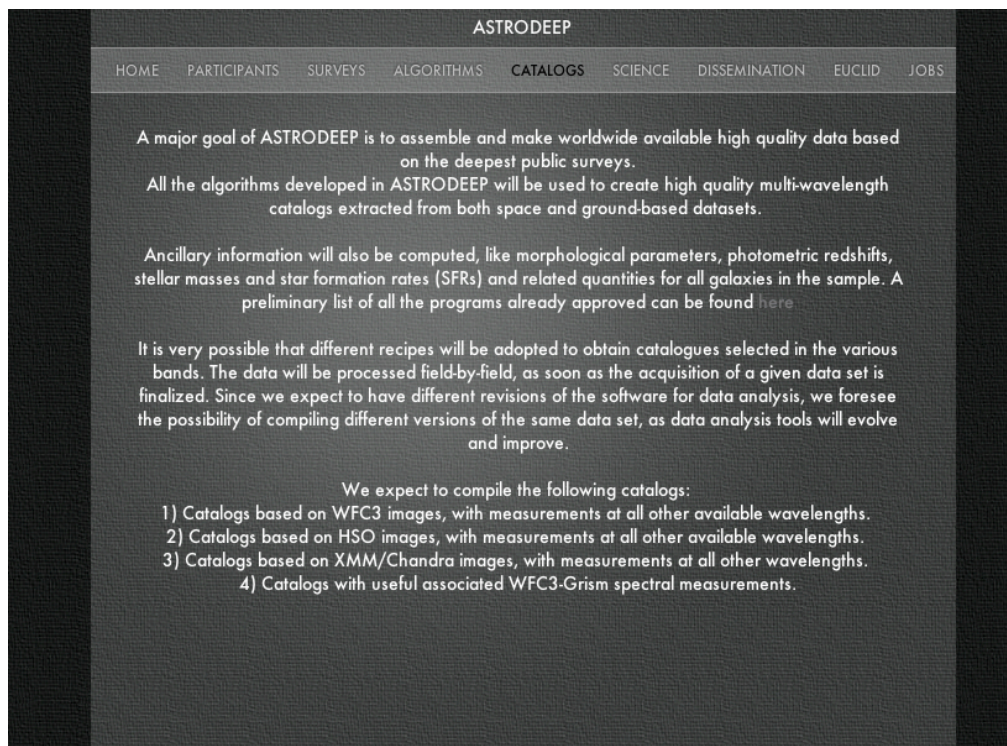 ASTRODEEP
HOME PARTICIPANTS SURVEYS ALGORITHMS CATALOGS SCIENCE DISSEMINATION EUCLID JOBS
A major goal of ASTRODEEP is to assemble and make worldwide available high quality data based
on the deepest public surveys.
All the algorithms developed in ASTRODEEP will be used to create high quality multi-wavelength
catalogs extracted from both space and ground-based datasets.
Ancillary information will also be computed, like morphological parameters, photometric redshifts,
stellar masses and star formation rates (SFRs) and related quantities for all galaxies in the sample. A
preliminary list of all the programs already approved can be found here
It is very possible that different recipes will be adopted to obtain catalogues selected in the various
bands. The data will be processed field-by-field, as soon as the acquisition of a given data set is
finalized. Since we expect to have different revisions of the software for data analysis, we foresee
the possibility of compiling different versions of the same data set, as data analysis tools will evolve
and improve.
We expect to compile the following catalogs:
1) Catalogs based on WFC3 images, with measurements at all other available wavelengths.
2) Catalogs based on HSO images, with measurements at all other available wavelengths.
3) Catalogs based on XMM/Chandra images, with measurements at all other wavelengths.
4) Catalogs with useful associated WFC3-Grism spectral measurements.